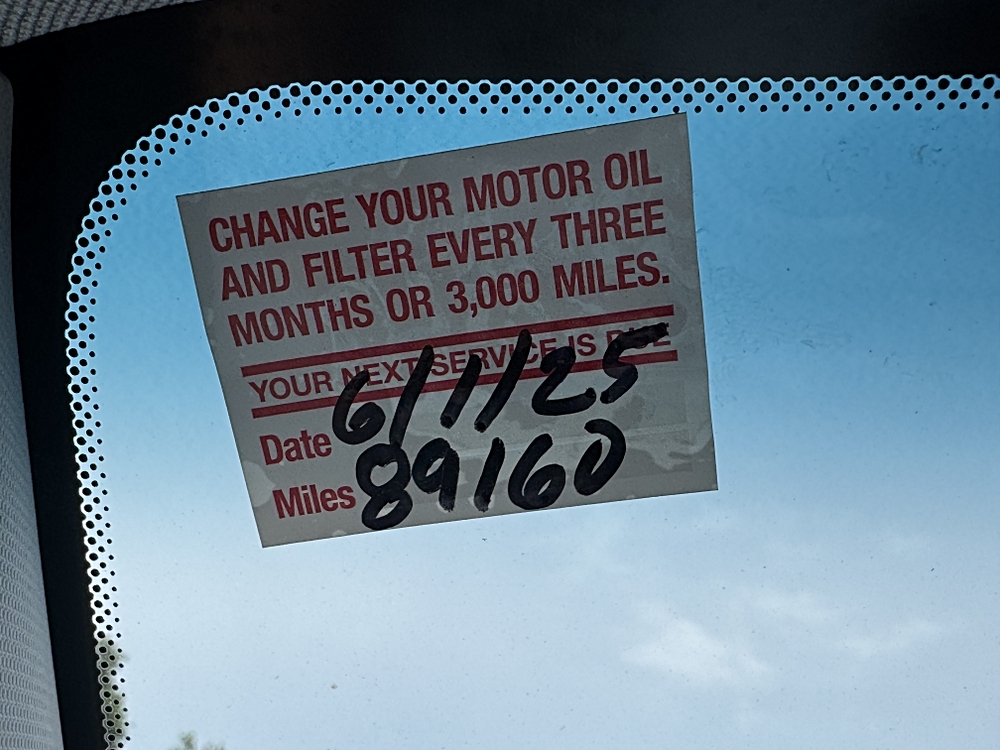 CHANGE YOUR MOTOR OIL
AND FILTER EVERY THREE
MONTHS OR 3,000 MILES.
YOUR NEXT SERVICE IS DUE
Date 6/1/25
Miles 89160